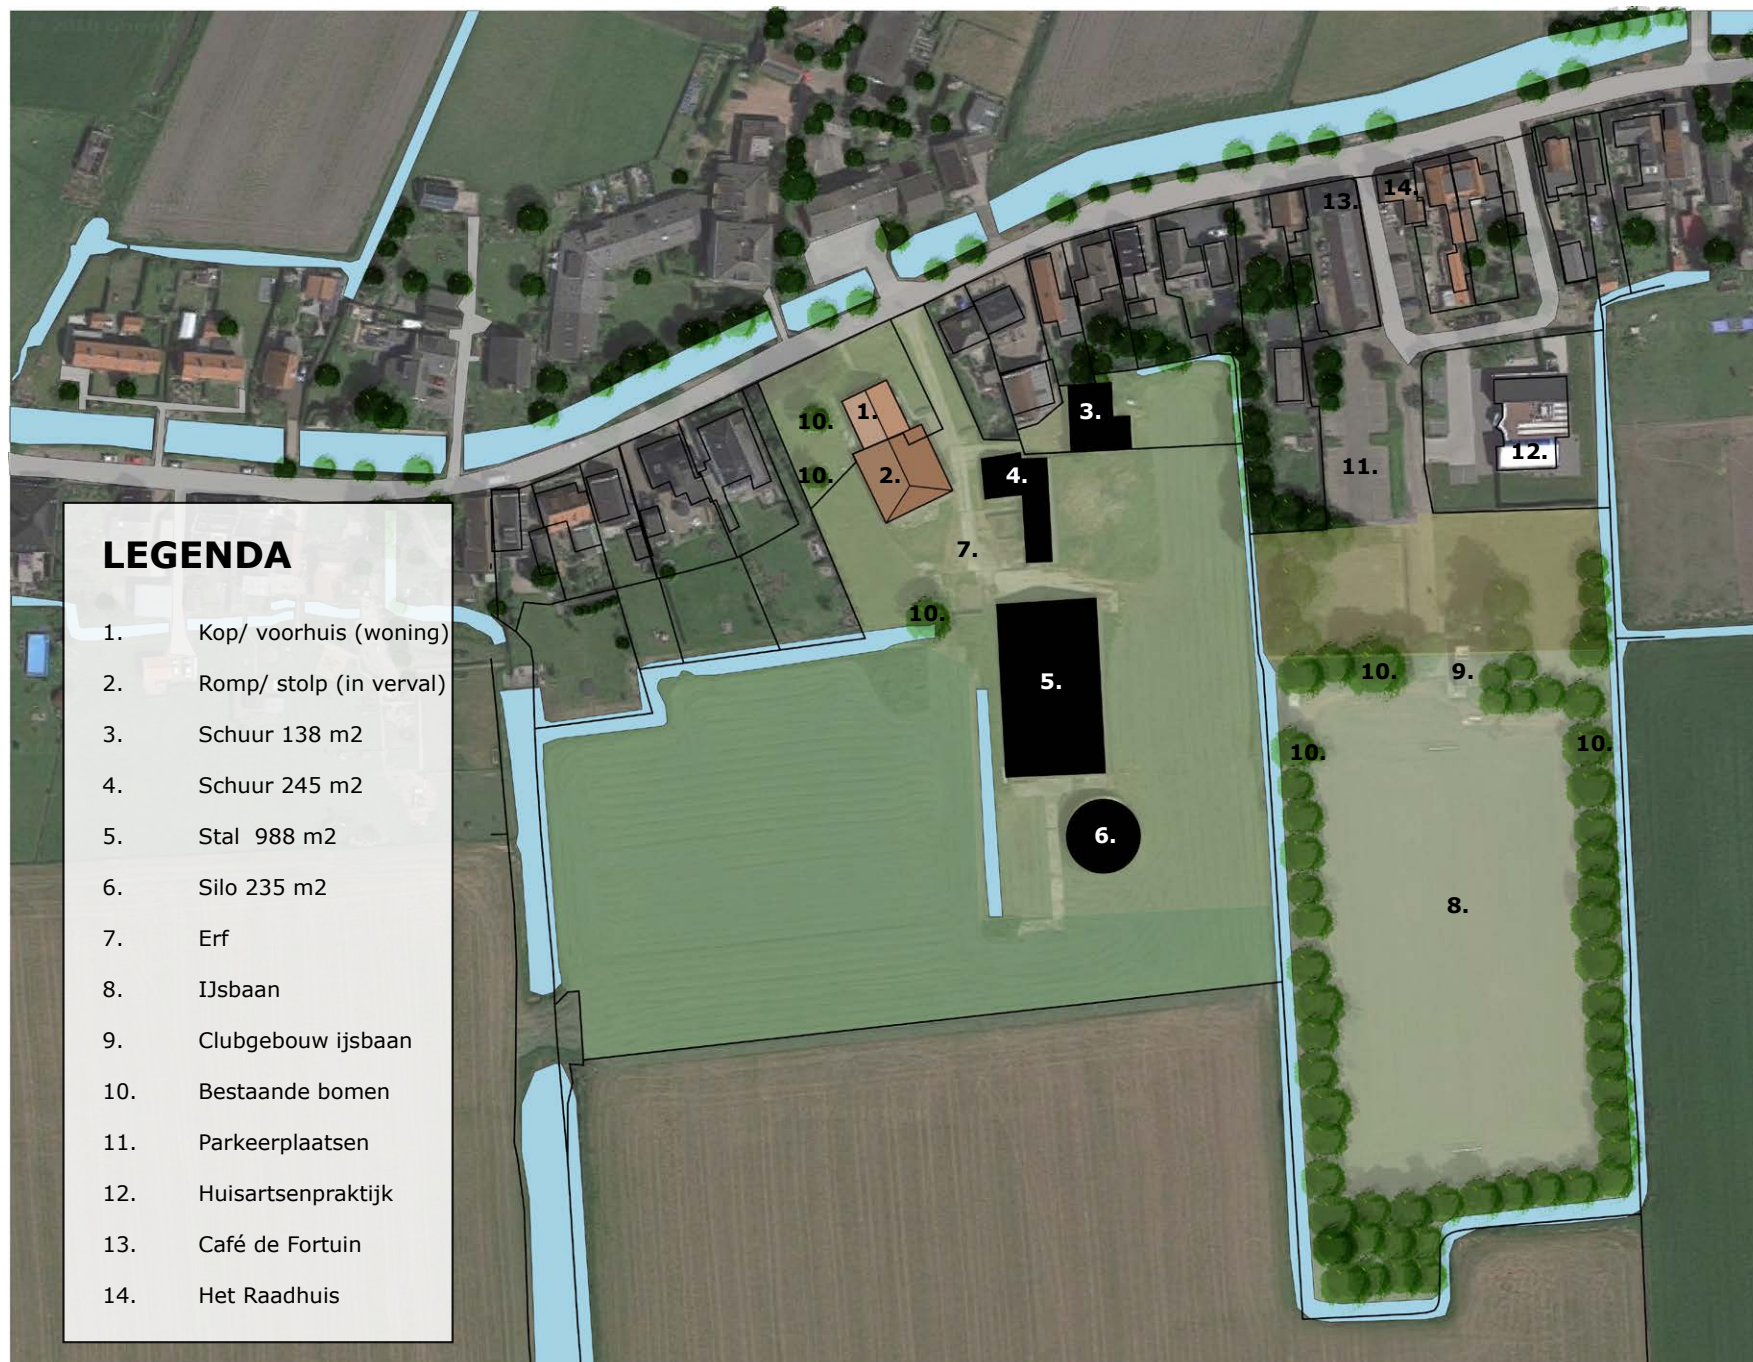 LEGENDA
1. Kop/ voorhuis (woning)
2. Romp/ stolp (in verval)
3. Schuur 138 m2
4. Schuur 245 m2
5. Stal 988 m2
6. Silo 235 m2
7. Erf
8. IJsbaan
9. Clubgebouw ijsbaan
10. Bestaande bomen
11. Parkeerplaatsen
12. Huisartsenpraktijk
13. Café de Fortuin
14. Het Raadhuis
14.
13.
1.
10.
3.
12.
11.
10.
2.
4.
7.
10.
5.
10.
9.
10.
10.
6.
8.